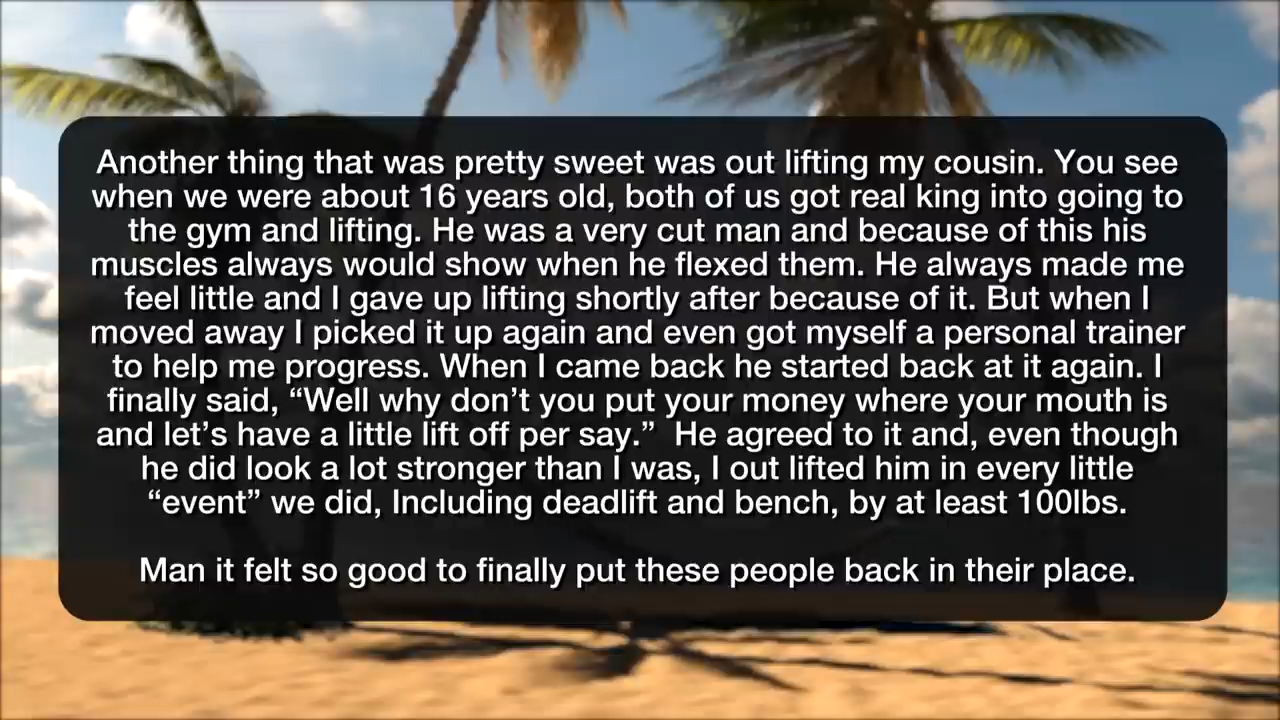 Another thing that was pretty sweet was out lifting my cousin. You see
when we were about 16 years old, both of us got real king into going to
the gym and lifting. He was a very cut man and because of this his
muscles always would show when he flexed them. He always made me
feel little and I gave up lifting shortly after because of it. But when I
moved away I picked it up again and even got myself a personal trainer
to help me progress. When I came back he started back at it again. I
finally said, “Well why don’t you put your money where your mouth is
and let’s have a little lift off per say.”  He agreed to it and, even though
he did look a lot stronger than I was, I out lifted him in every little
“event” we did, Including deadlift and bench, by at least 100lbs.
Man it felt so good to finally put these people back in their place.